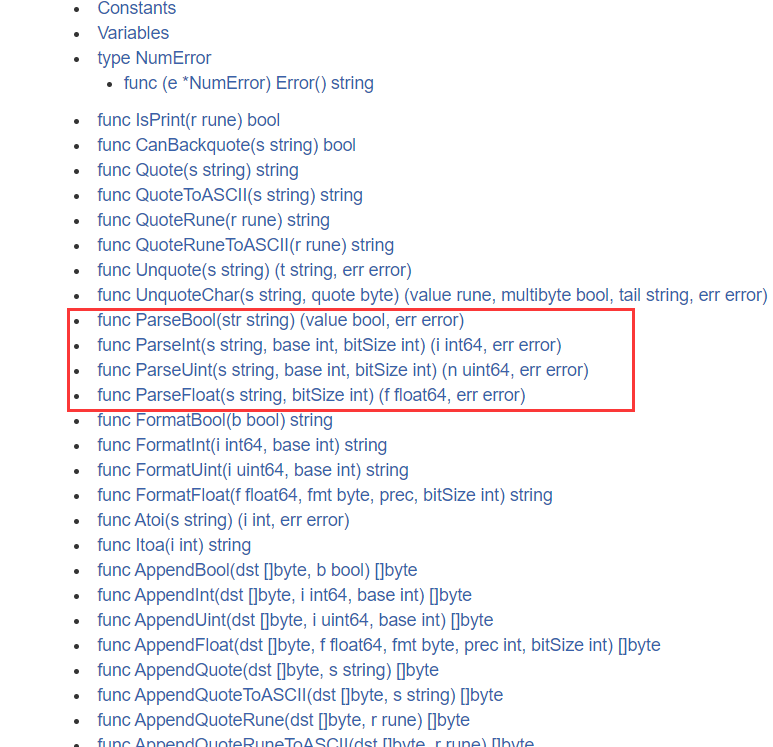 Constants
Variables
type NumError
func (e *NumError) Error() string
func IsPrint(r rune) bool
func CanBackquote(s string) bool
func Quote(s string) string
func QuoteToASCII(s string) string
func QuoteRune(r rune) string
func QuoteRuneToASCII(r rune) string
func Unquote(s string) (t string, err error)
func UnquoteChar(s string, quote byte) (value rune, multibyte bool, tail string, err error)
func ParseBool(str string) (value bool, err error)
func ParseInt(s string, base int, bitSize int) (i int64, err error)
func ParseUint(s string, base int, bitSize int) (n uint64, err error)
func ParseFloat(s string, bitSize int) (f float64, err error)
func FormatBool(b bool) string
func FormatInt(i int64, base int) string
func FormatUint(i uint64, base int) string
func FormatFloat(f float64, fmt byte, prec, bitSize int) string
func Atoi(s string) (i int, err error)
func Itoa(i int) string
func AppendBool(dst []byte, b bool) []byte
func AppendInt(dst []byte, i int64, base int) []byte
func AppendUint(dst []byte, i uint64, base int) []byte
func AppendFloat(dst []byte, f float64, fmt byte, prec int, bitSize int) []byte
func AppendQuote(dst []byte, s string) []byte
func AppendQuoteToASCII(dst []byte, s string) []byte
func AppendQuoteRune(dst []byte, r rune) []byte
func AppendQuoteRuneToASCII(dst []byte, r rune) []byte